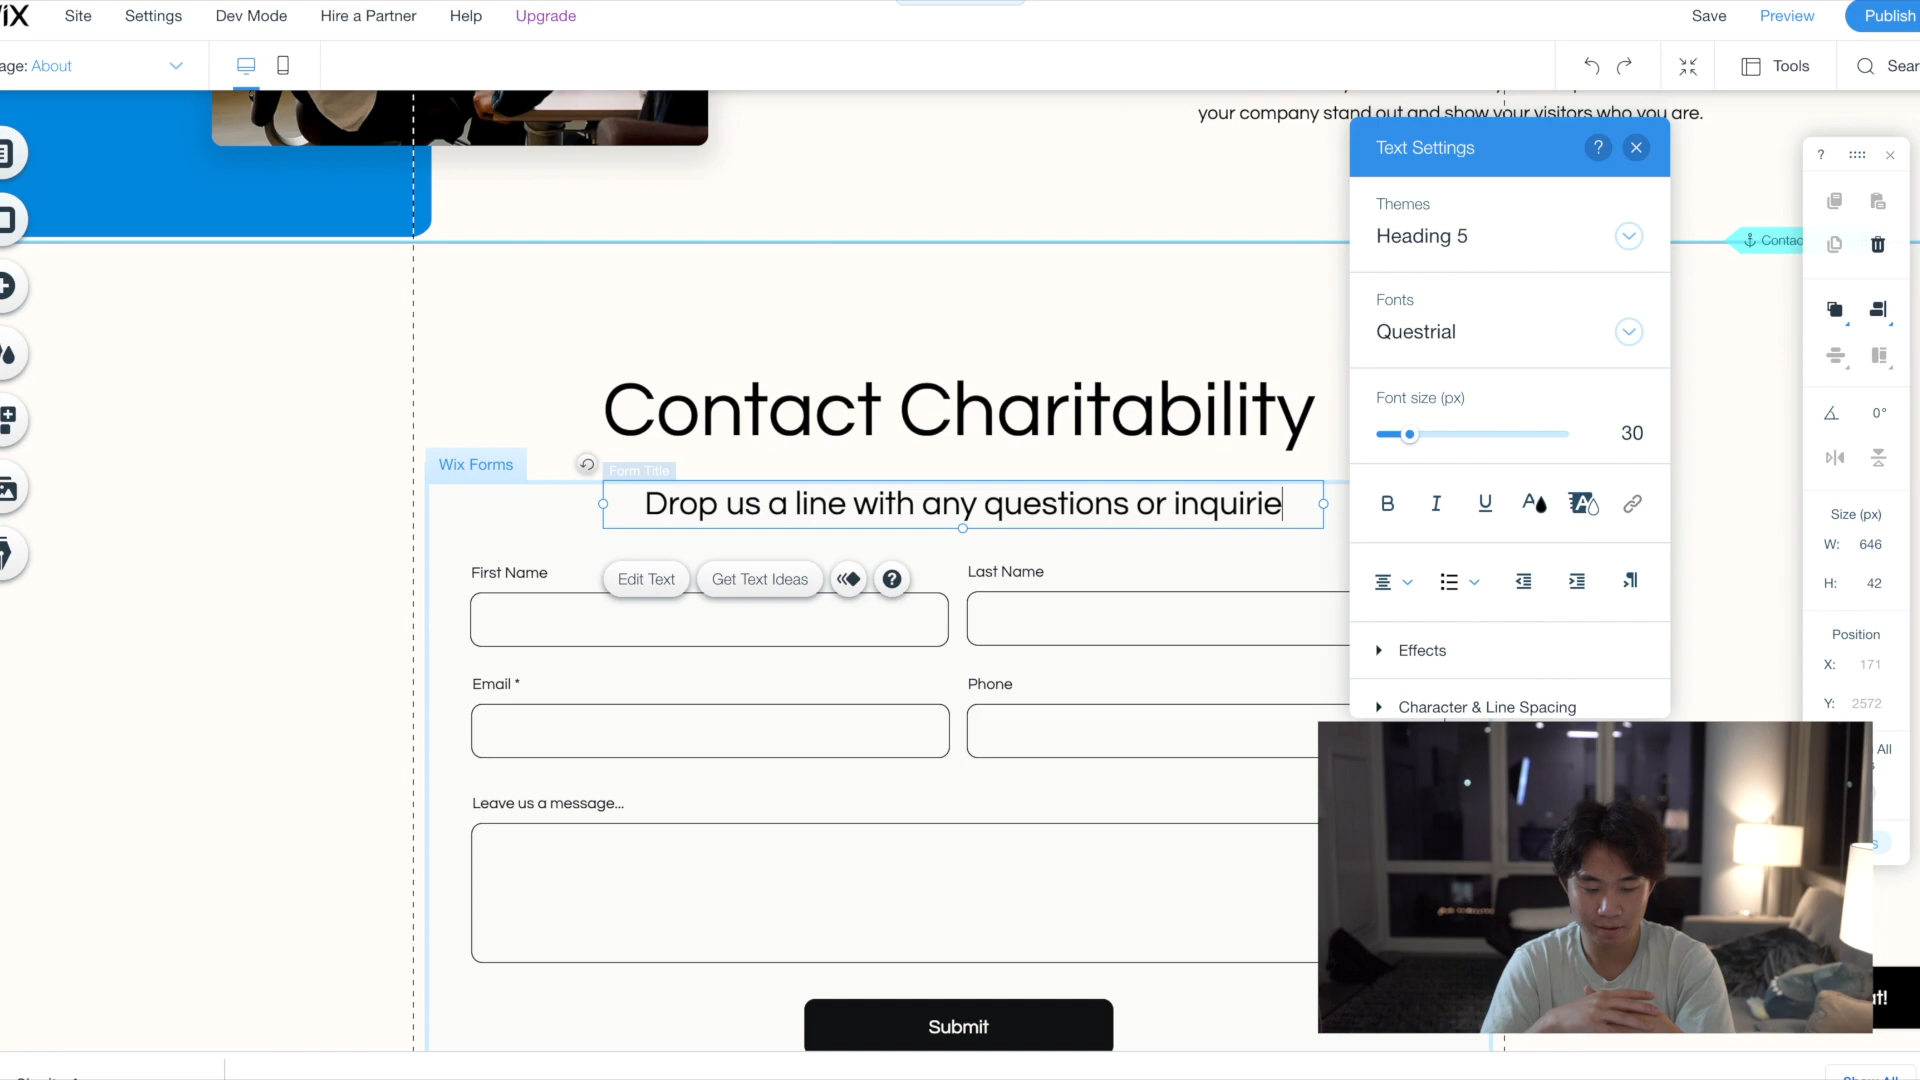 WiX
Site
Settings
Dev Mode
Hire a Partner
Help
Upgrade
Save
Preview
Publish
age: About
Tools
Sear
your company stand out and show your visitors who you are.
Text Settings
?
Themes
Heading 5
Fonts
Questrial
Font size (px)
30
B I U A A
Effects
Character & Line Spacing
? 
Contac
0°
Size (px)
W: 646
H: 42
Position
X: 171
Y: 2572
All
s
Contact Charitability
Wix Forms
Form Title
Drop us a line with any questions or inquirie
First Name
Edit Text
Get Text Ideas
?
Last Name
Email *
Phone
Leave us a message...
Submit
at!